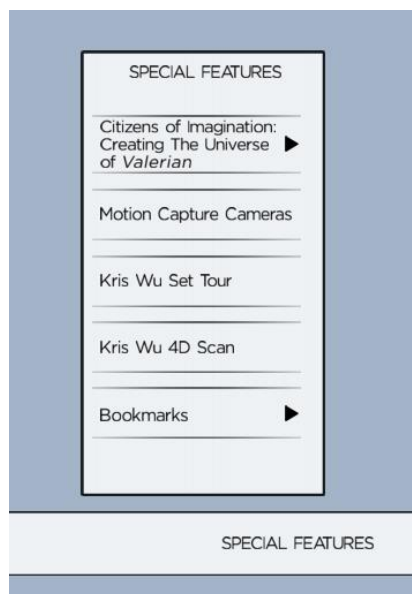 SPECIAL FEATURES
Citizens of Imagination:
Creating The Universe
of Valerian
Motion Capture Cameras
Kris Wu Set Tour
Kris Wu 4D Scan
Bookmarks
SPECIAL FEATURES